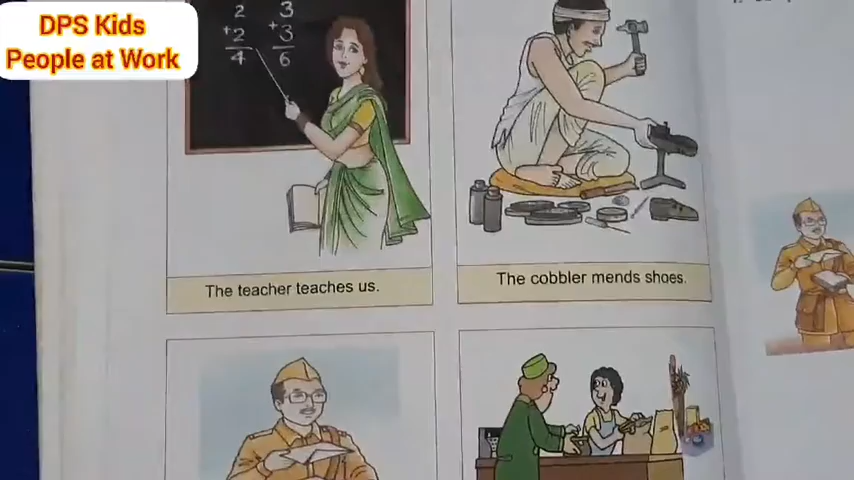 DPS Kids
People at Work
2 3
+2 +3
4 6
The teacher teaches us.
The cobbler mends shoes.